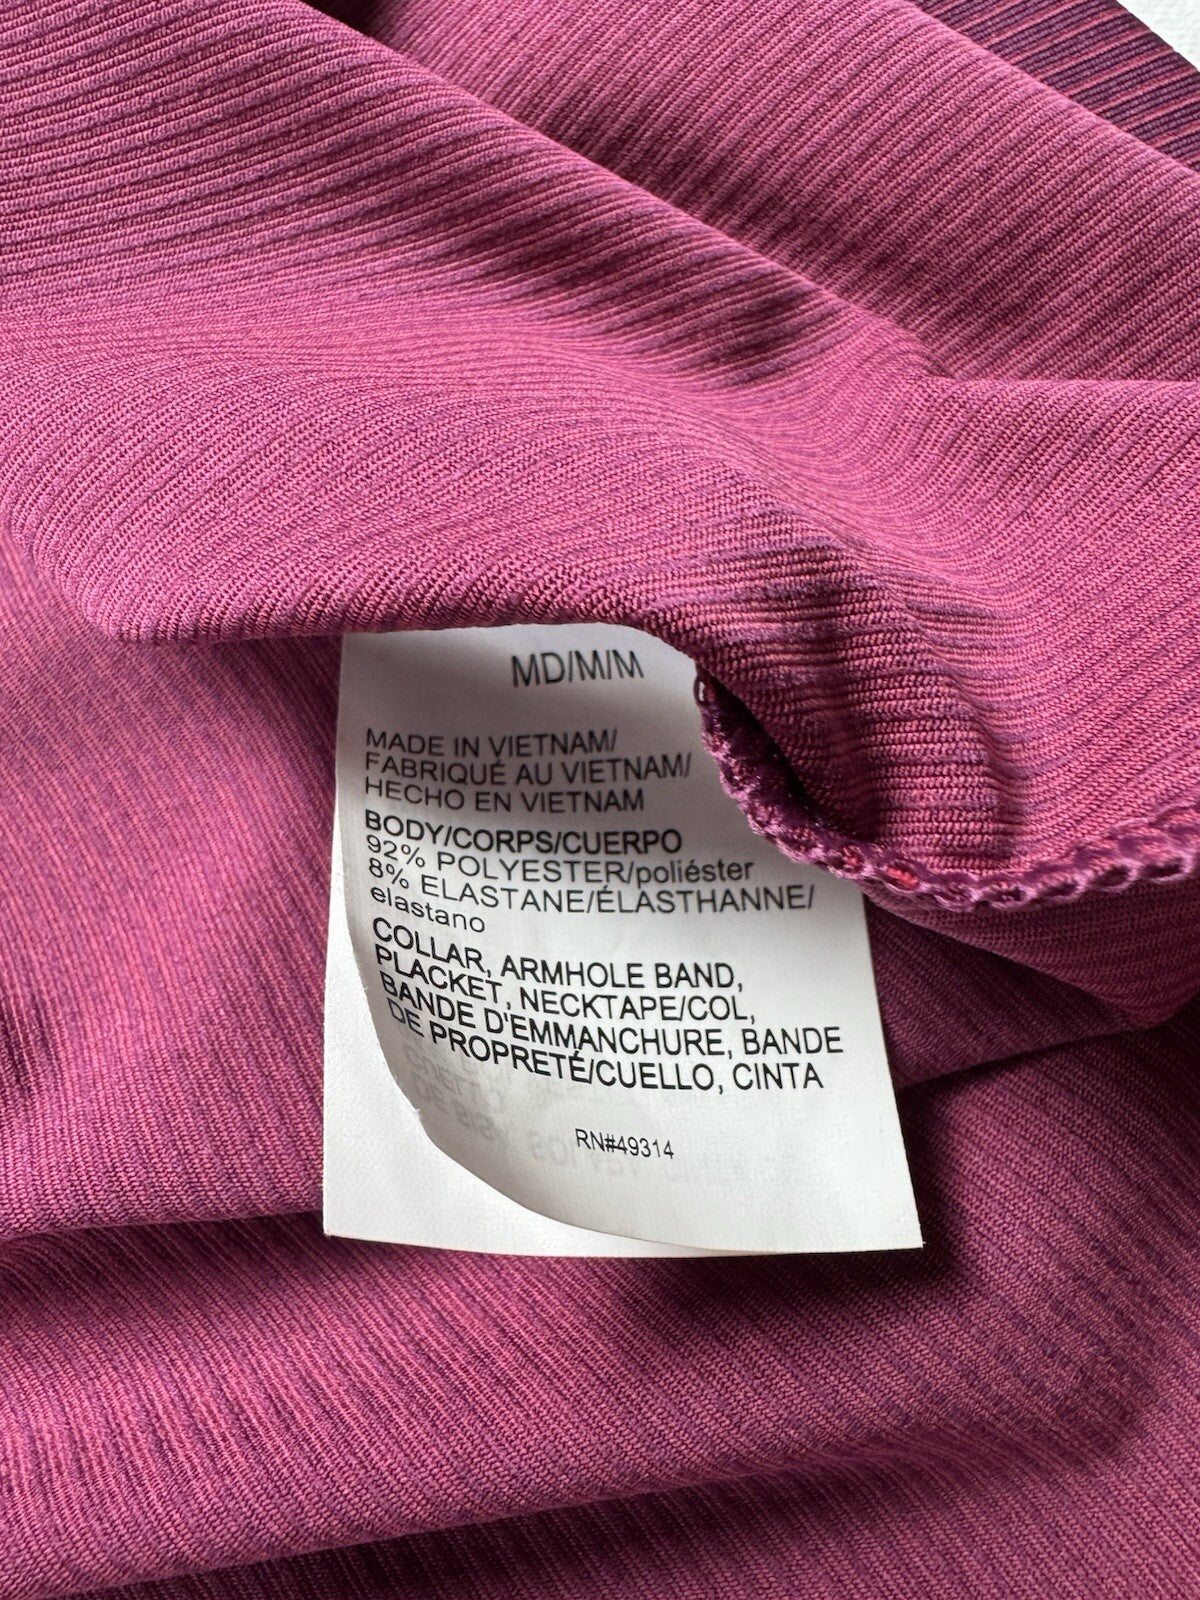 MD/M/M
MADE IN VIETNAM/
FABRIQUÉ AU VIETNAM/
HECHO EN VIETNAM
BODY/CORPS/CUERPO
92% POLYESTER/poliéster
8% ELASTANE/ÉLASTHANNE/
elastano
COLLAR, ARMHOLE BAND,
PLACKET, NECKTAPE/COL,
BANDE D'EMMANCHURE, BANDE
DE PROPRETÉ/CUELLO, CINTA
RN#49314